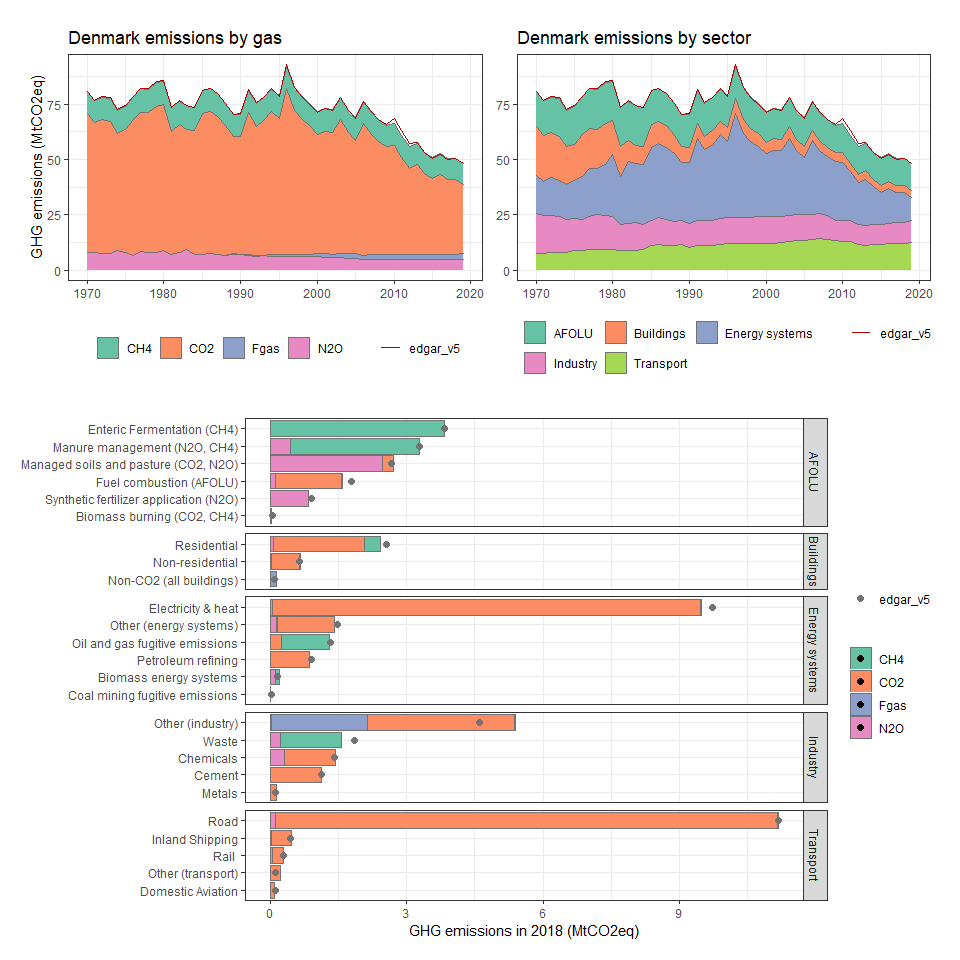 Denmark emissions by gas
GHG emissions (MtCO2eq)
75
50
25
0
1970
1980
1990
2000
2010
2020
CH4
CO2
Fgas
N2O
edgar_v5
Denmark emissions by sector
75
50
25
0
1970
1980
1990
2000
2010
2020
AFOLU
Buildings
Energy systems
edgar_v5
Industry
Transport
Enteric Fermentation (CH4)
Manure management (N2O, CH4)
Managed soils and pasture (CO2, N2O)
Fuel combustion (AFOLU)
Synthetic fertilizer application (N2O)
Biomass burning (CO2, CH4)
AFOLU
Residential
Non-residential
Non-CO2 (all buildings)
Buildings
Electricity & heat
Other (energy systems)
Oil and gas fugitive emissions
Petroleum refining
Biomass energy systems
Coal mining fugitive emissions
Energy systems
Other (industry)
Waste
Chemicals
Cement
Metals
Industry
Road
Inland Shipping
Rail
Other (transport)
Domestic Aviation
Transport
0
3
6
9
GHG emissions in 2018 (MtCO2eq)
edgar_v5
CH4
CO2
Fgas
N2O